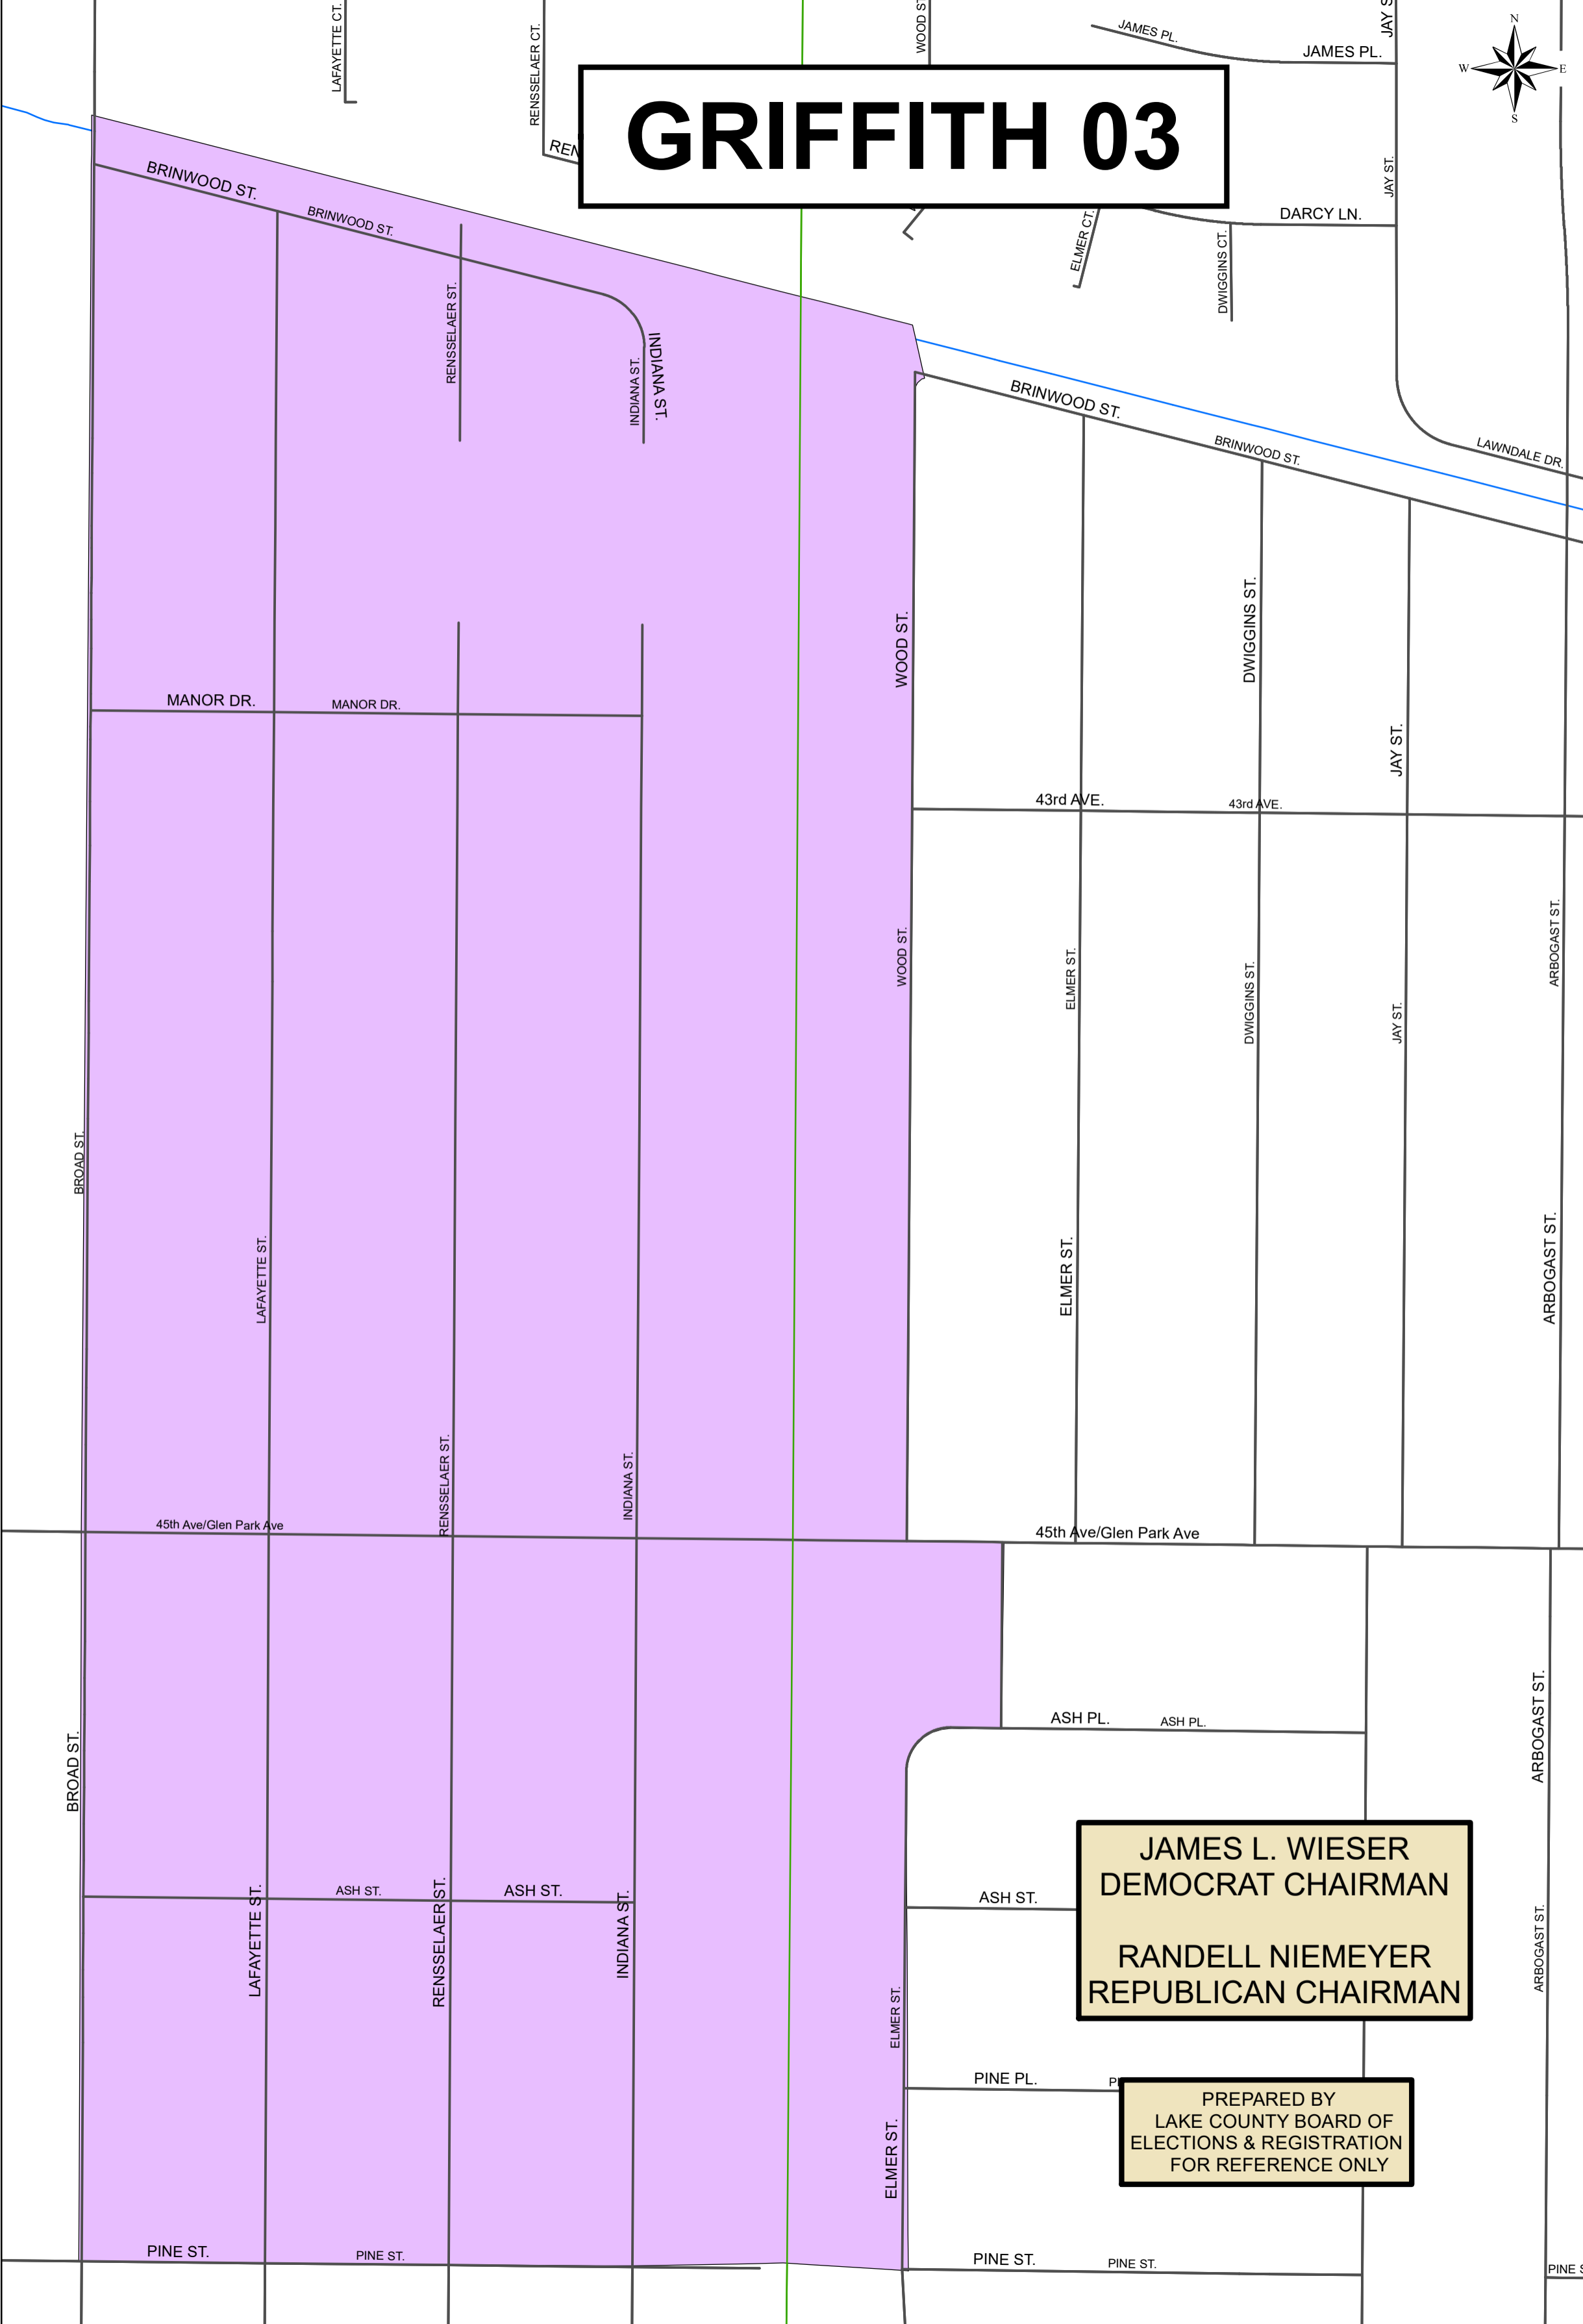 LAFAYETTE CT.
RENSSELAER CT.
WOOD S
JAMES PL.
JAMES PL.
JAY S
N
W
E
S
GRIFFITH 03
REN
JAY ST.
BRINWOOD ST.
BRINWOOD ST.
DARCY LN.
ELMER CT.
DWIGGINS CT.
RENSSELAER ST.
INDIANA ST.
INDIANA ST.
BRINWOOD ST.
BRINWOOD ST.
LAWNDALE DR.
WOOD ST.
DWIGGINS ST.
MANOR DR.
MANOR DR.
JAY ST.
43rd AVE.
43rd AVE.
WOOD ST.
ELMER ST.
DWIGGINS ST.
JAY ST.
ARBOGAST ST.
BROAD ST.
LAFAYETTE ST.
ELMER ST.
ARBOGAST ST.
RENSSELAER ST.
INDIANA ST.
45th Ave/Glen Park Ave
45th Ave/Glen Park Ave
BROAD ST.
ASH PL.
ASH PL.
ARBOGAST ST.
JAMES L. WIESER
DEMOCRAT CHAIRMAN
RANDELL NIEMEYER
REPUBLICAN CHAIRMAN
LAFAYETTE ST.
ASH ST.
RENSSELAER ST.
ASH ST.
INDIANA ST.
ASH ST.
ELMER ST.
ARBOGAST ST.
PINE PL.
PI
PREPARED BY
LAKE COUNTY BOARD OF
ELECTIONS & REGISTRATION
FOR REFERENCE ONLY
ELMER ST.
PINE ST.
PINE ST.
PINE ST.
PINE ST.
PINE S